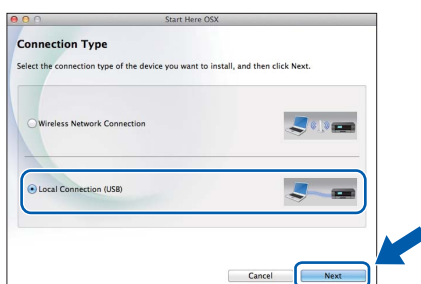 Start Here OSX
Connection Type
Select the connection type of the device you want to install, and then click Next.
Wireless Network Connection
Local Connection (USB)
Cancel
Next